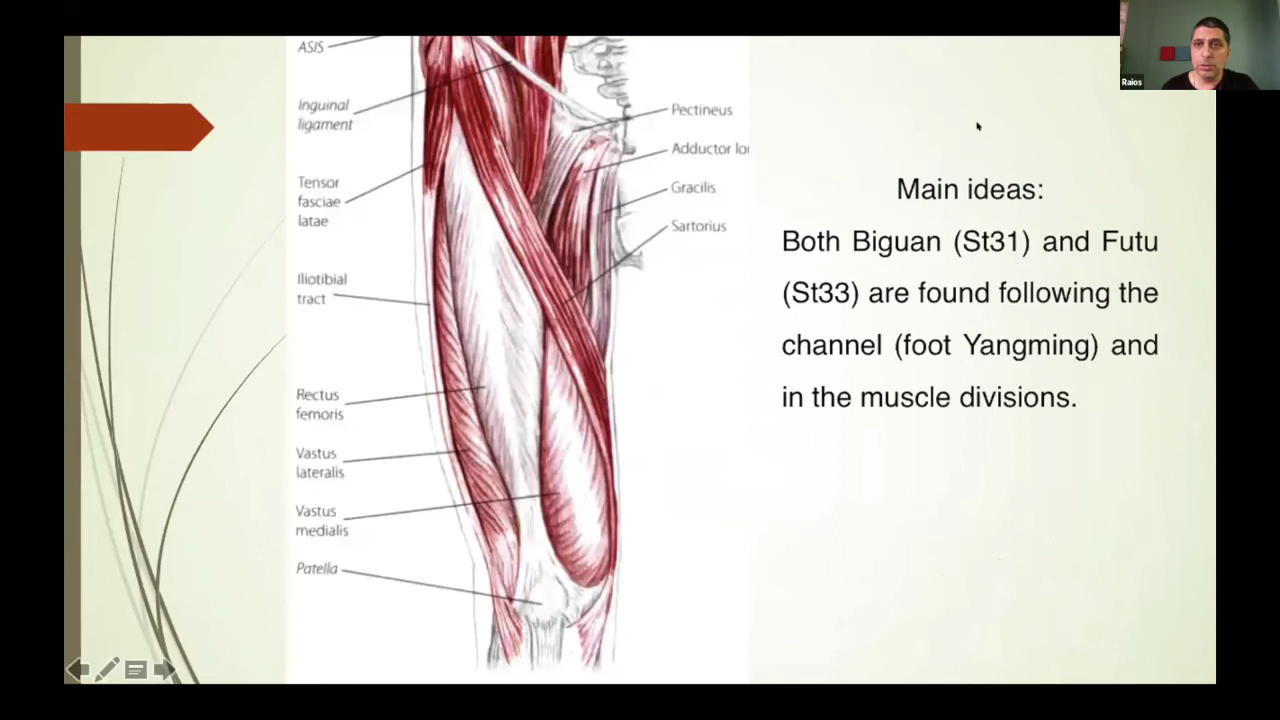 ASIS
Inguinal
ligament
Tensor
fasciae
latae
Iliotibial
tract
Rectus
femoris
Vastus
lateralis
Vastus
medialis
Patella
Pectineus
Adductor lo
Gracilis
Sartorius
Main ideas:
Both Biguan (St31) and Futu
(St33) are found following the
channel (foot Yangming) and
in the muscle divisions.
Raios